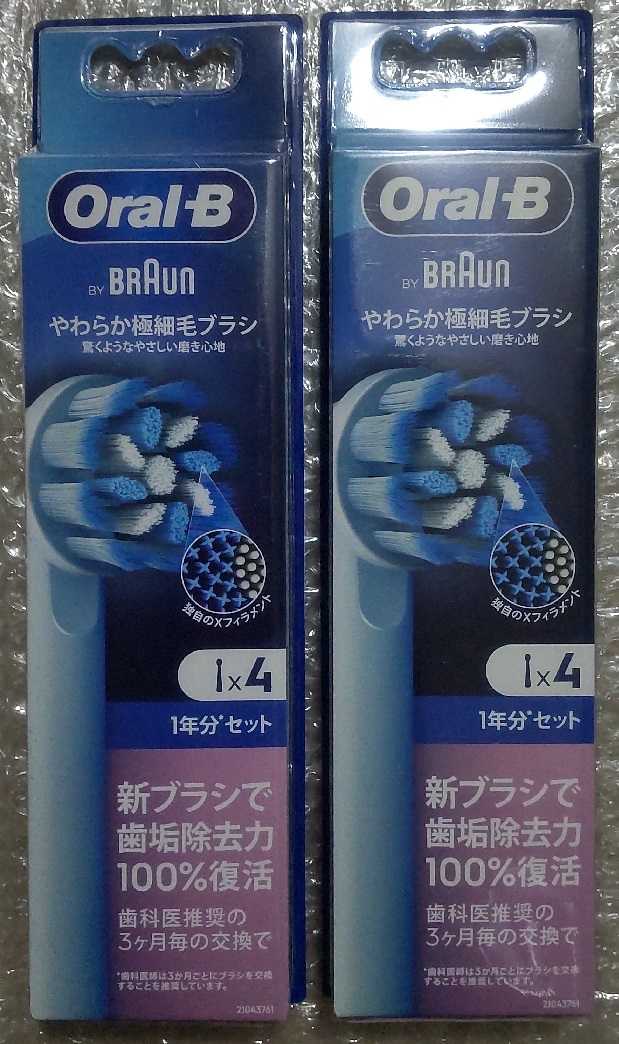 Oral-B
BY BRAUN
やわらか極細毛ブラシ
驚くようなやさしい磨き心地
独自のXフィラメント
x4
1年分*セット
新ブラシで
歯垢除去力
100%復活
歯科医推奨の
3ヶ月毎の交換で
*歯科医師は3か月ごとにブラシを交換
することを推奨しています。
21043761
Oral-B
BY BRAUN
やわらか極細毛ブラシ
驚くようなやさしい磨き心地
独自のXフィラメント
x4
1年分*セット
新ブラシで
歯垢除去力
100%復活
歯科医推奨の
3ヶ月毎の交換で
*歯科医師は3か月ごとにブラシを交換
することを推奨しています。
21043761